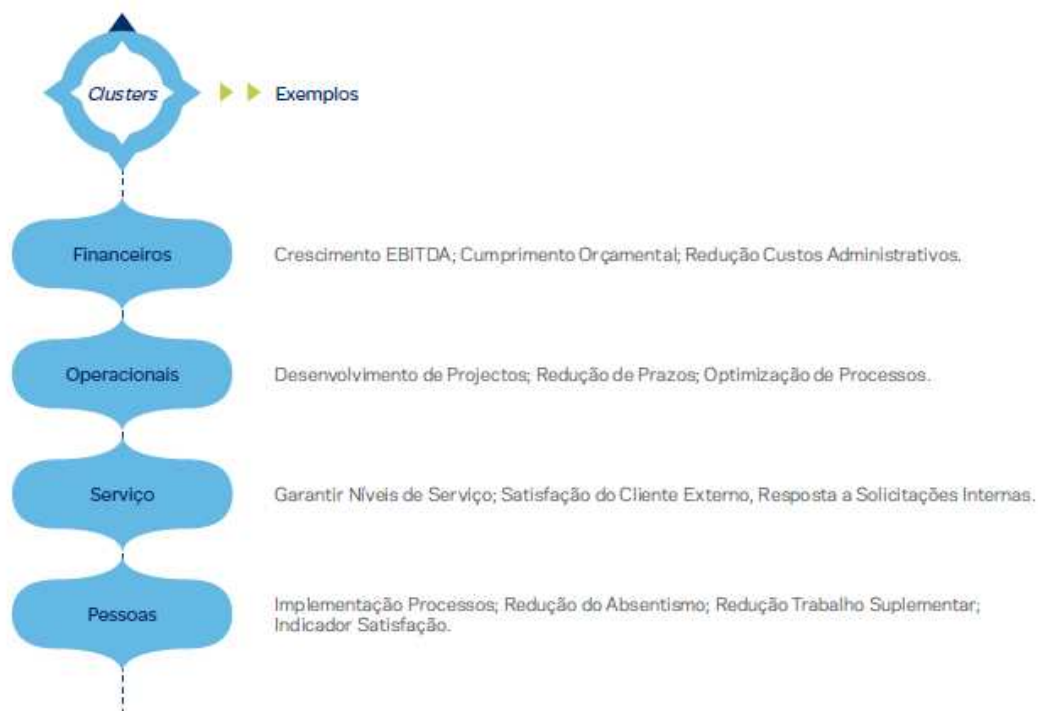 Clusters
Exemplos
Financeiros
Crescimento EBITDA; Cumprimento Orçamental; Redução Custos Administrativos.
Operacionais
Desenvolvimento de Projectos; Redução de Prazos; Optimização de Processos.
Serviço
Garantir Níveis de Serviço; Satisfação do Cliente Externo, Resposta a Solicitações Internas.
Pessoas
Implementação Processos; Redução do Absentismo; Redução Trabalho Suplementar;
Indicador Satisfação.